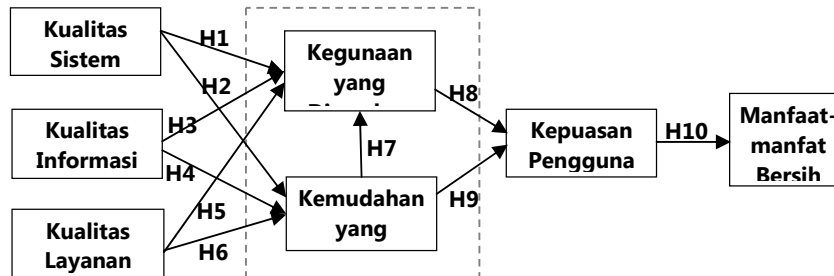 Kualitas
Sistem
Kualitas
Informasi
Kualitas
Layanan
H1
H2
H3
H4
H5
H6
Kegunaan
yang
H7
Kemudahan
yang
H8
H9
Kepuasan
Pengguna
H10
Manfaat-
manfat
Bersih